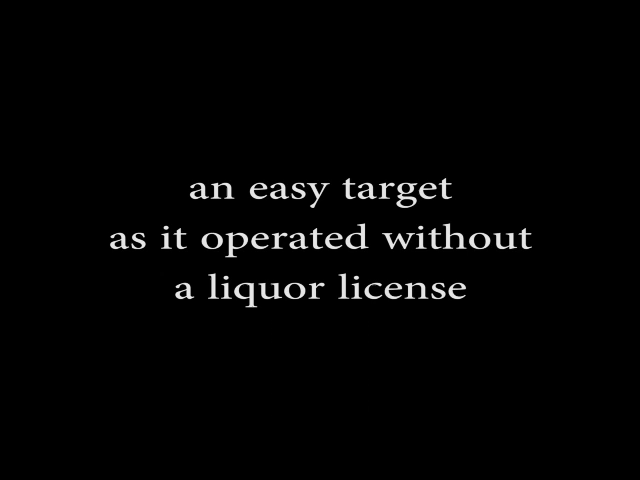 an easy target
as it operated without
a liquor license